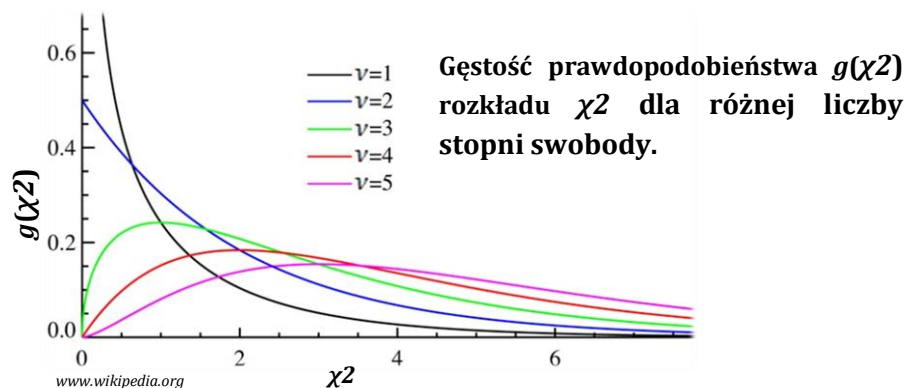 0.6
0.4
0.2
0.0
g(χ2)
ν=1
ν=2
ν=3
ν=4
ν=5
Gęstość prawdopodobieństwa g(χ2)
rozkładu χ2 dla różnej liczby
stopni swobody.
0 2 4 6
www.wikipedia.org
χ2